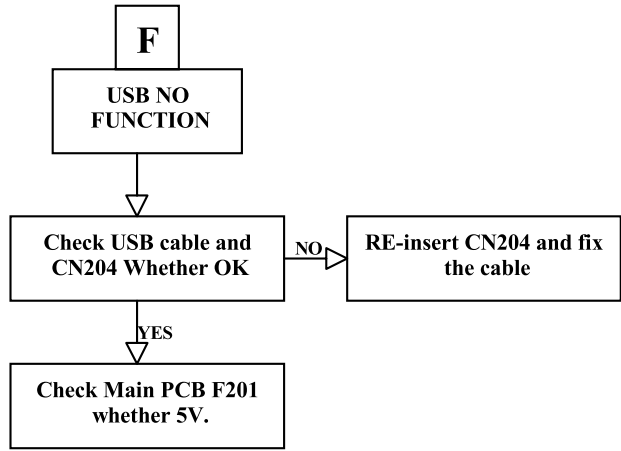 F
USB NO
FUNCTION
Check USB cable and
CN204 Whether OK
NO
RE-insert CN204 and fix
the cable
YES
Check Main PCB F201
whether 5V.